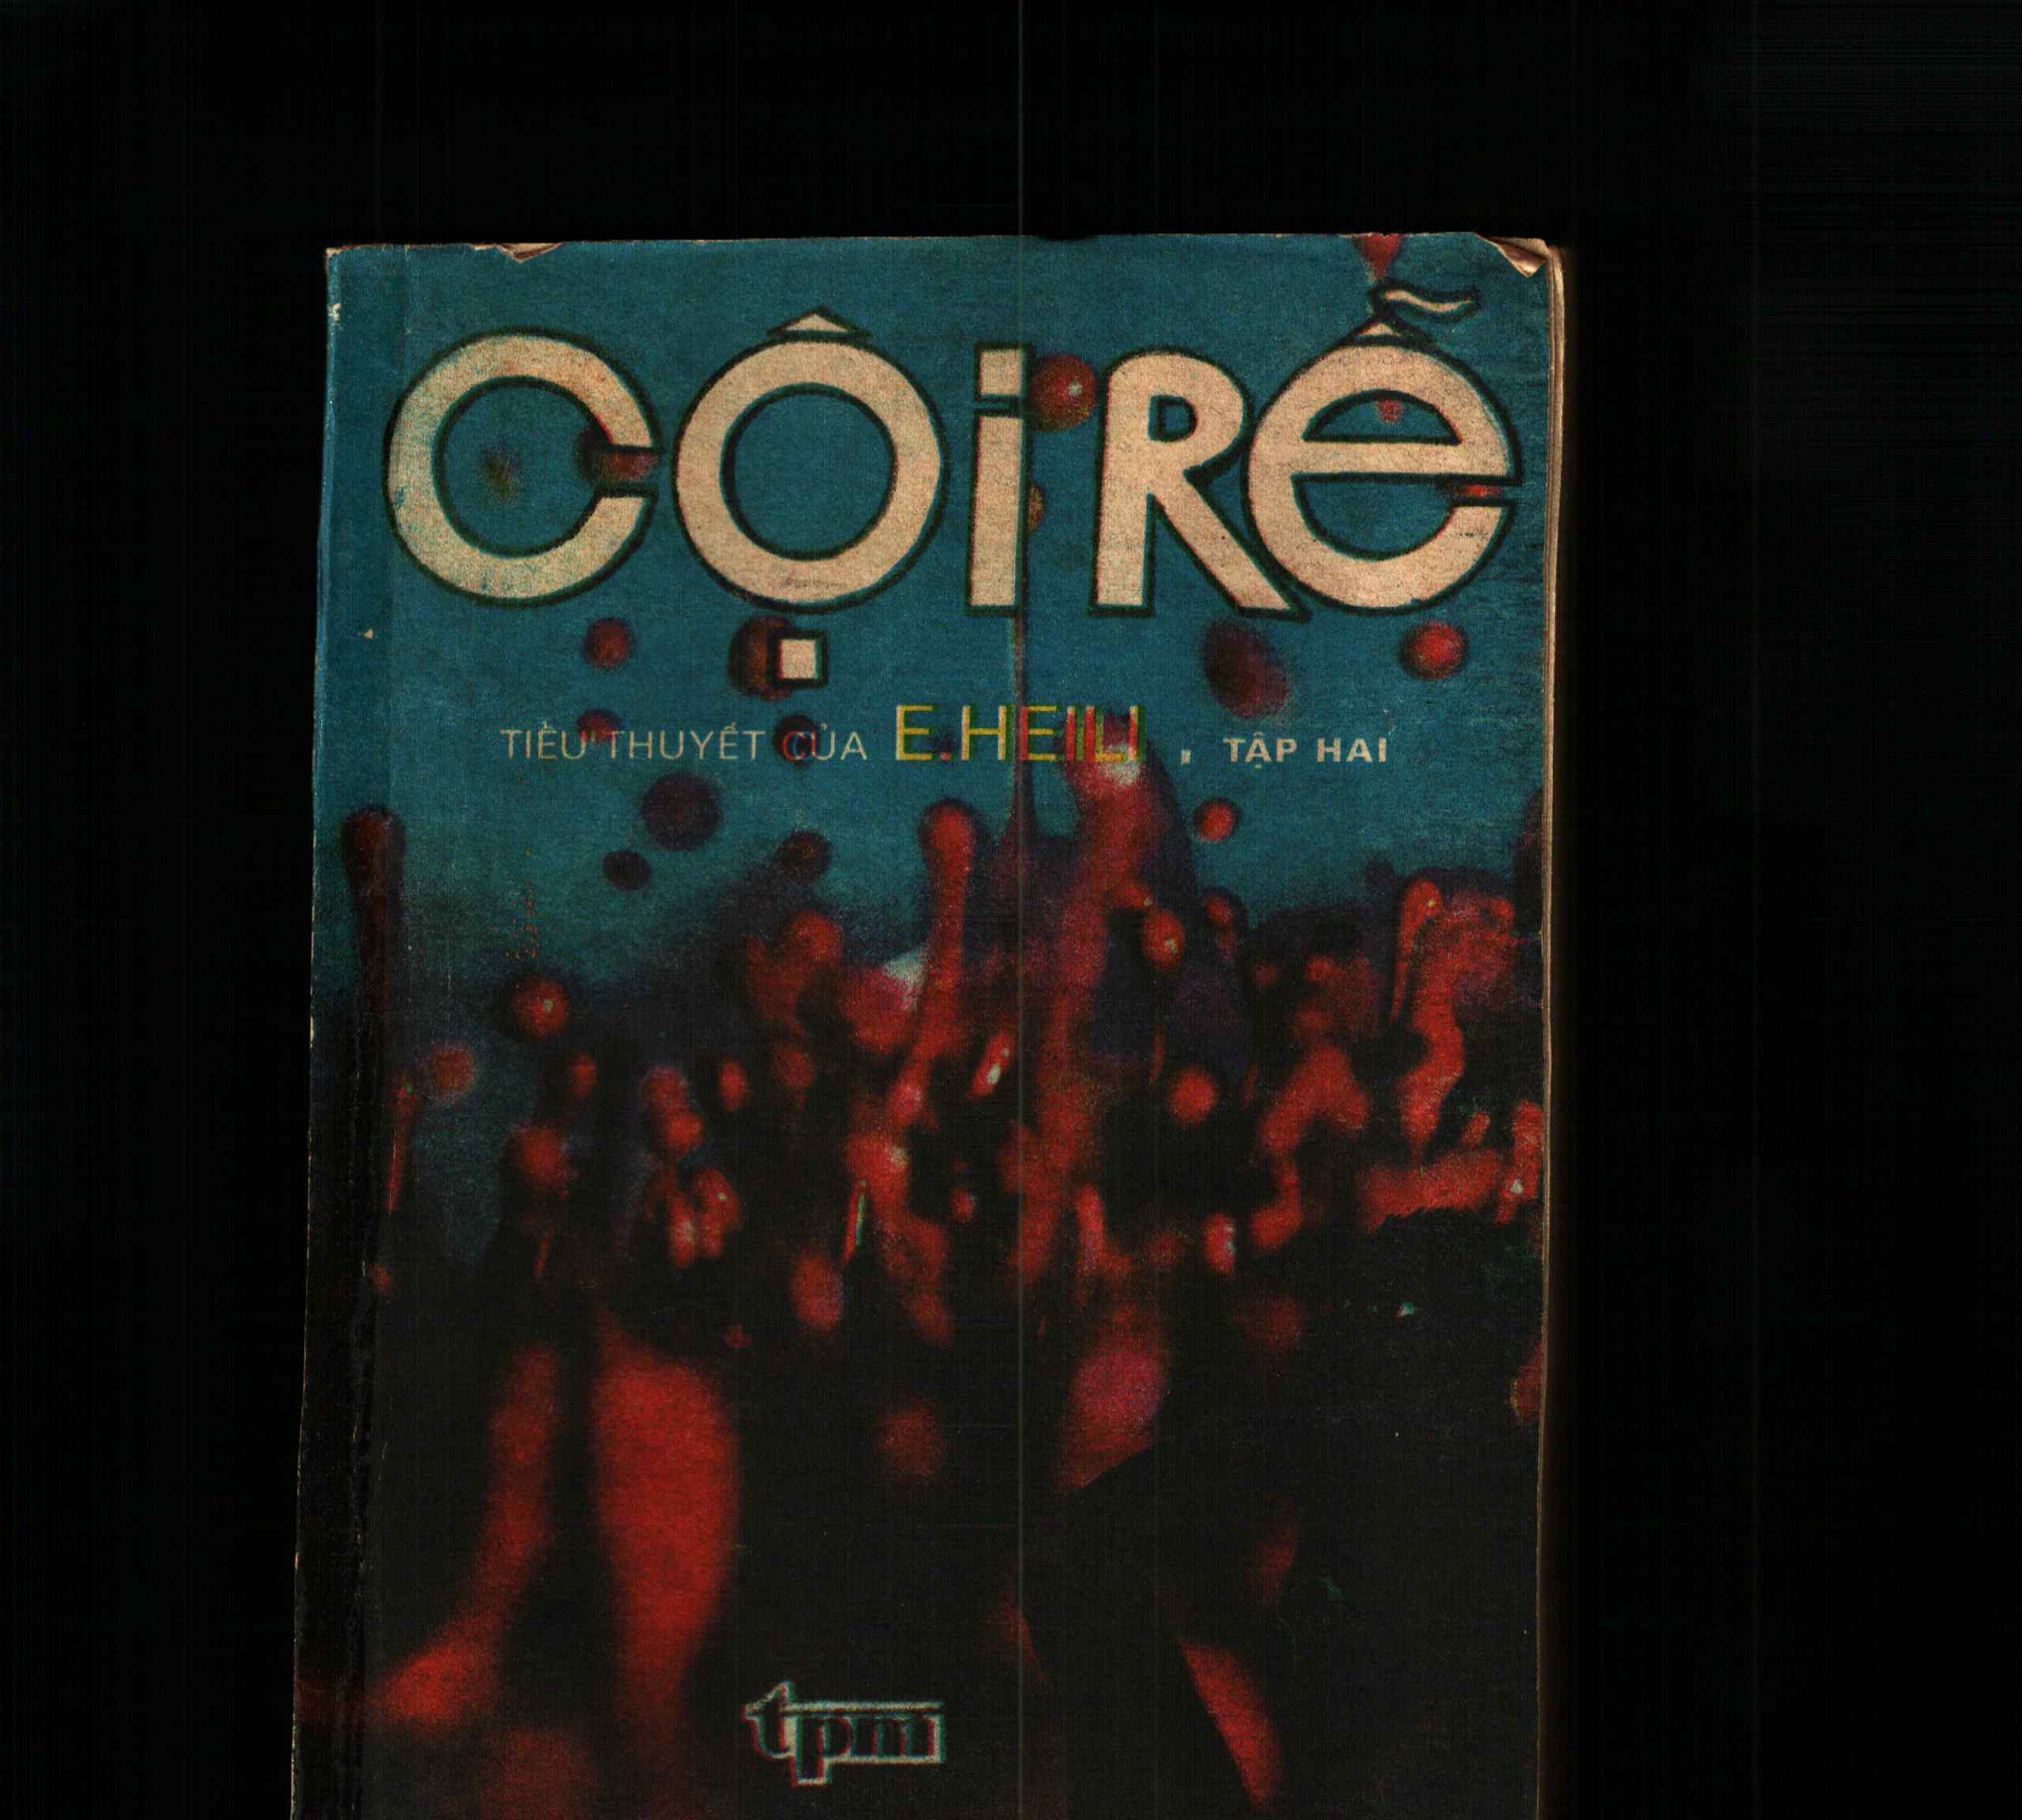 CỘI RỄ
TIỂU THUYẾT CỦA E.HEILI , TẬP HAI
tpm